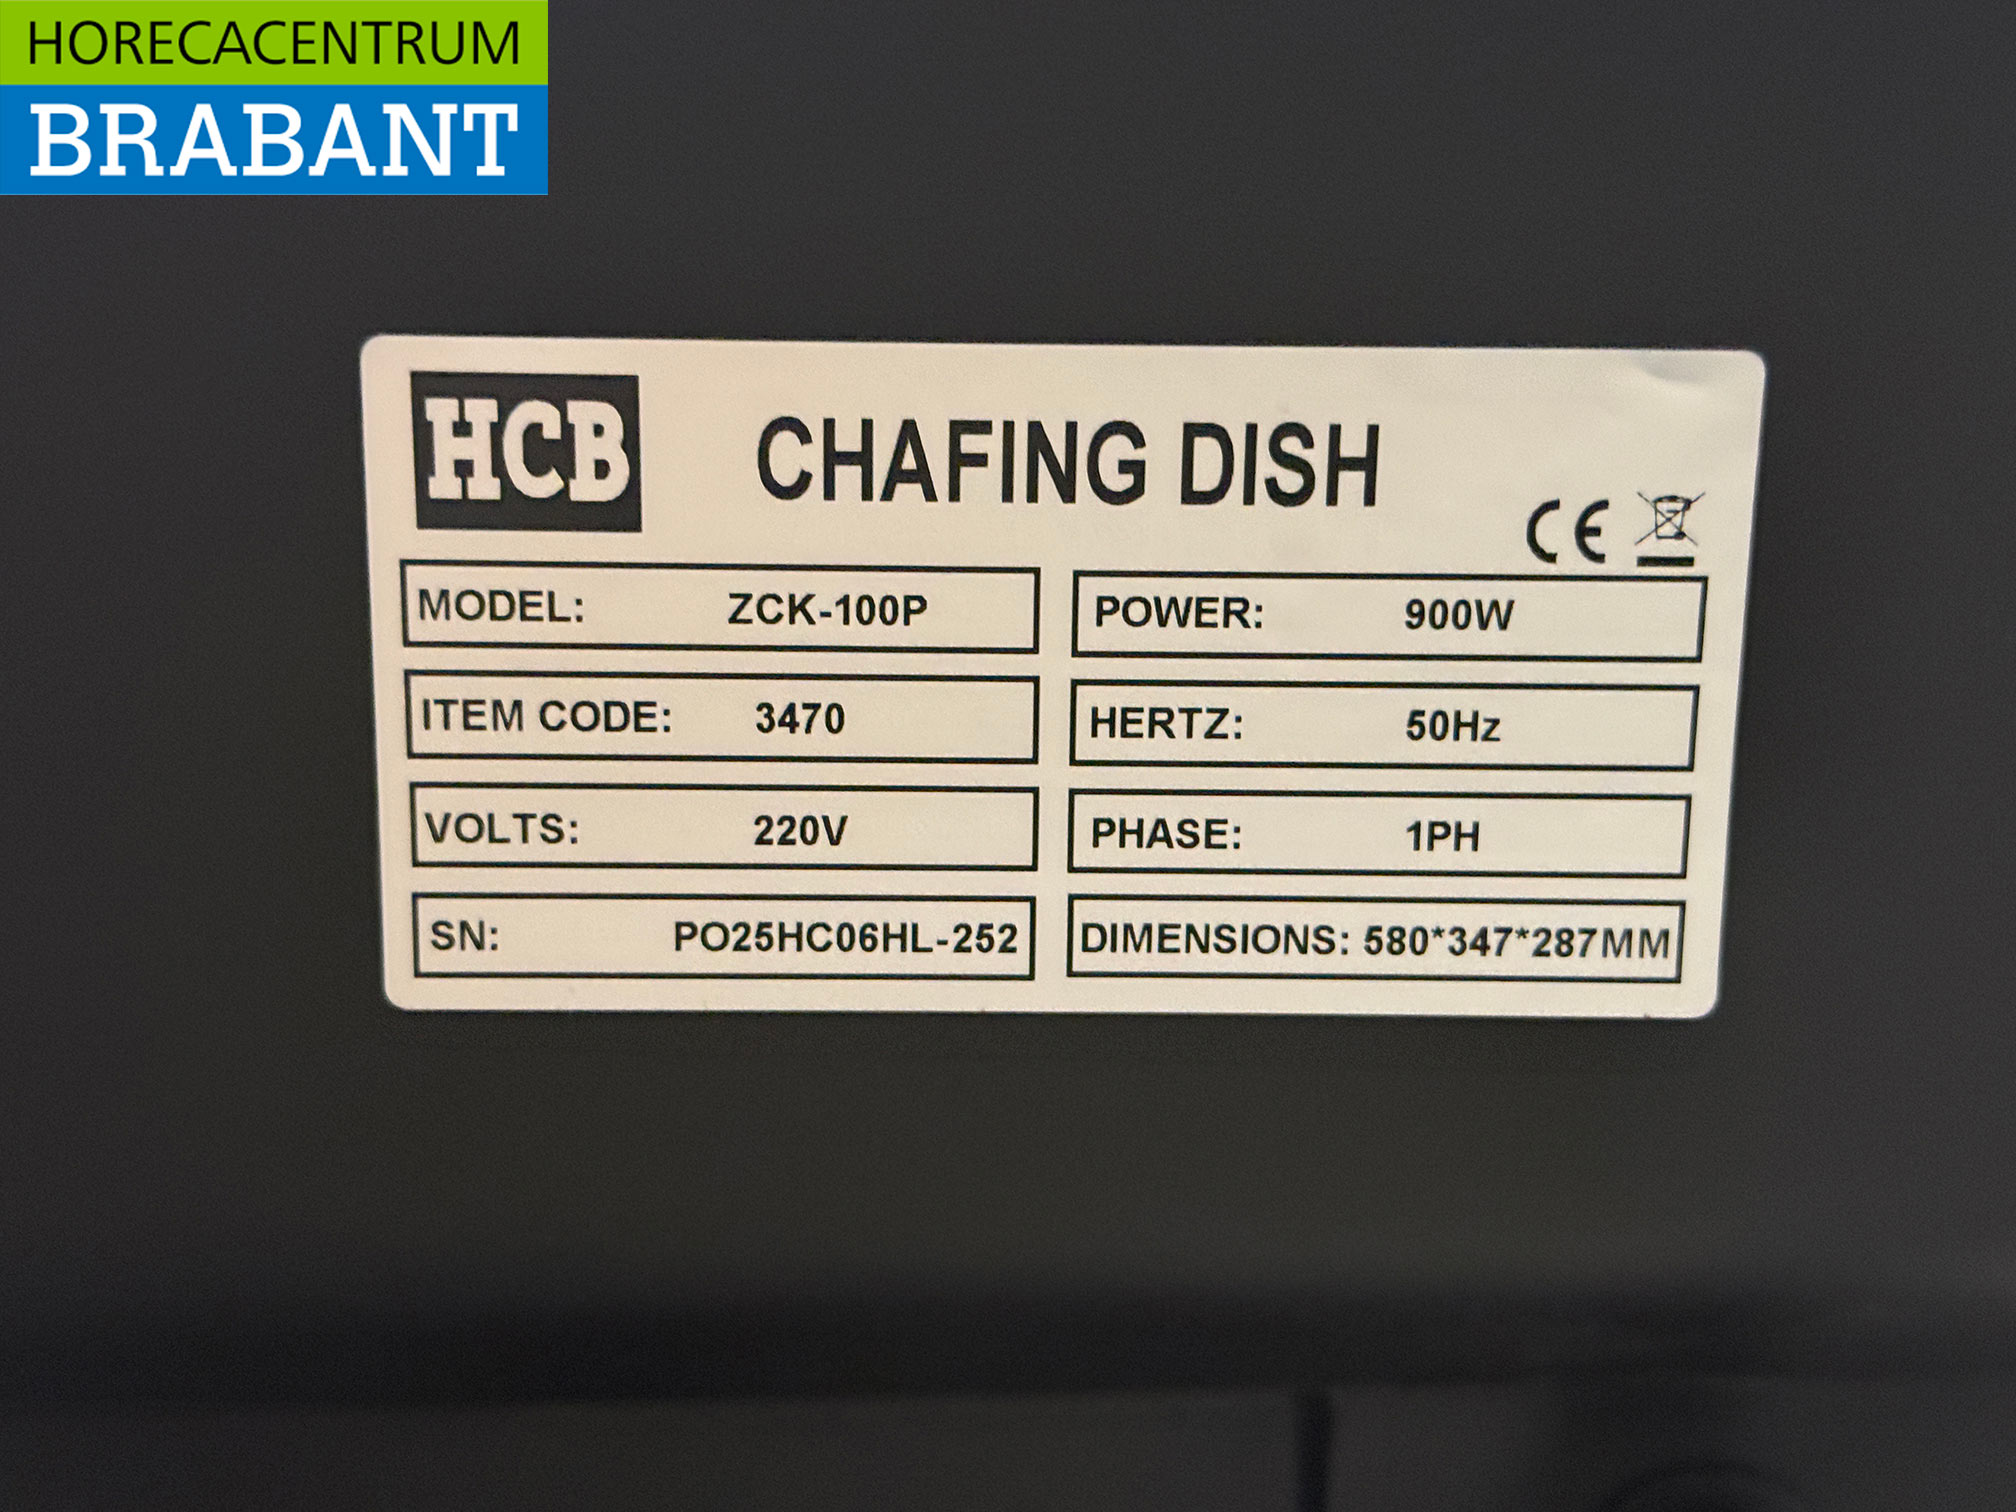 HORECACENTRUM
BRABANT
HCB CHAFING DISH
CE
MODEL: ZCK-100P POWER: 900W
ITEM CODE: 3470 HERTZ: 50Hz
VOLTS: 220V PHASE: 1PH
SN: PO25HC06HL-252 DIMENSIONS: 580*347*287MM